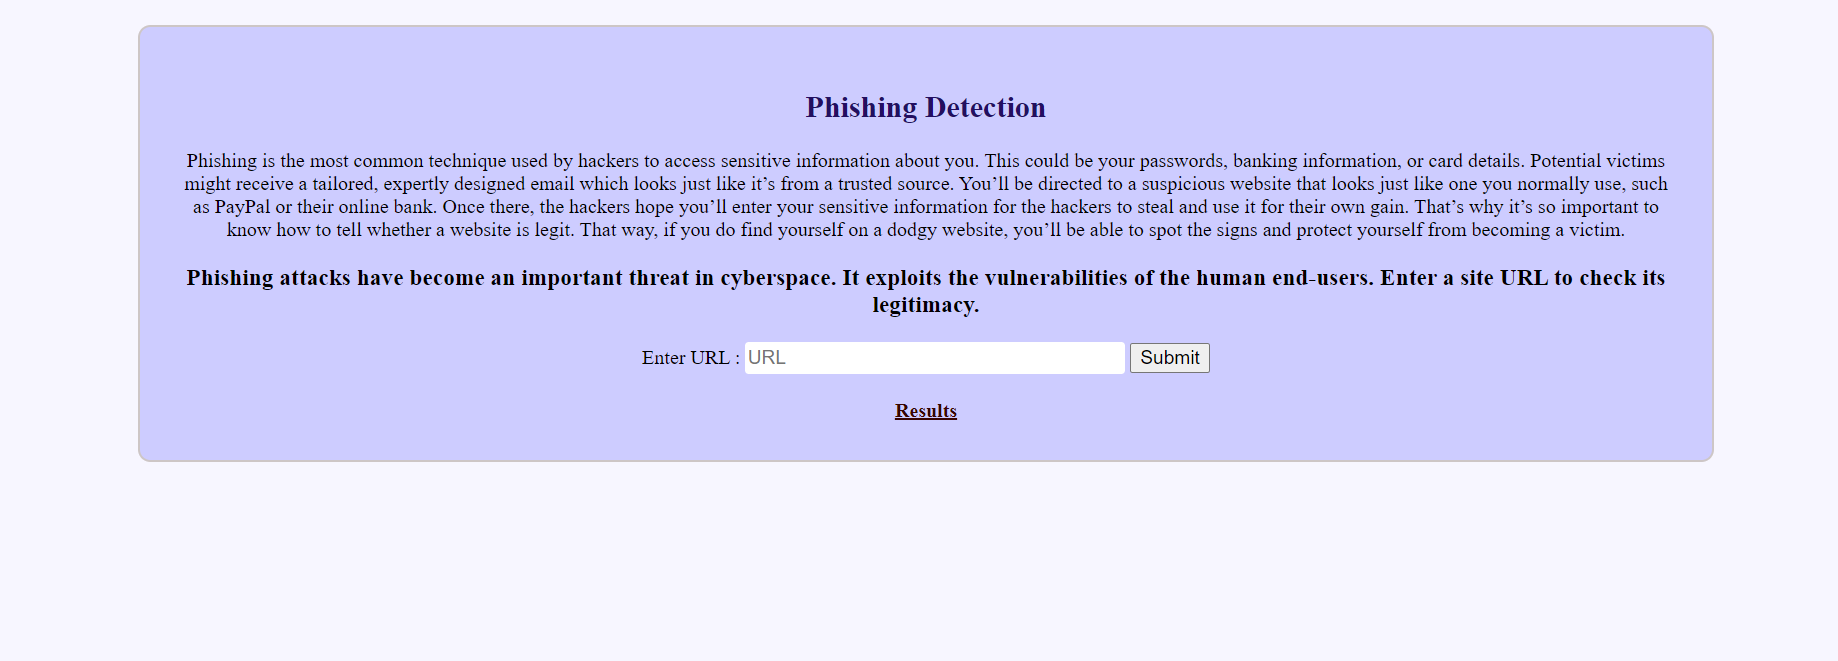 Phishing Detection
Phishing is the most common technique used by hackers to access sensitive information about you. This could be your passwords, banking information, or card details. Potential victims
might receive a tailored, expertly designed email which looks just like it’s from a trusted source. You’ll be directed to a suspicious website that looks just like one you normally use, such
as PayPal or their online bank. Once there, the hackers hope you’ll enter your sensitive information for the hackers to steal and use it for their own gain. That’s why it’s so important to
know how to tell whether a website is legit. That way, if you do find yourself on a dodgy website, you’ll be able to spot the signs and protect yourself from becoming a victim.
Phishing attacks have become an important threat in cyberspace. It exploits the vulnerabilities of the human end-users. Enter a site URL to check its
legitimacy.
Enter URL : URL Submit
Results